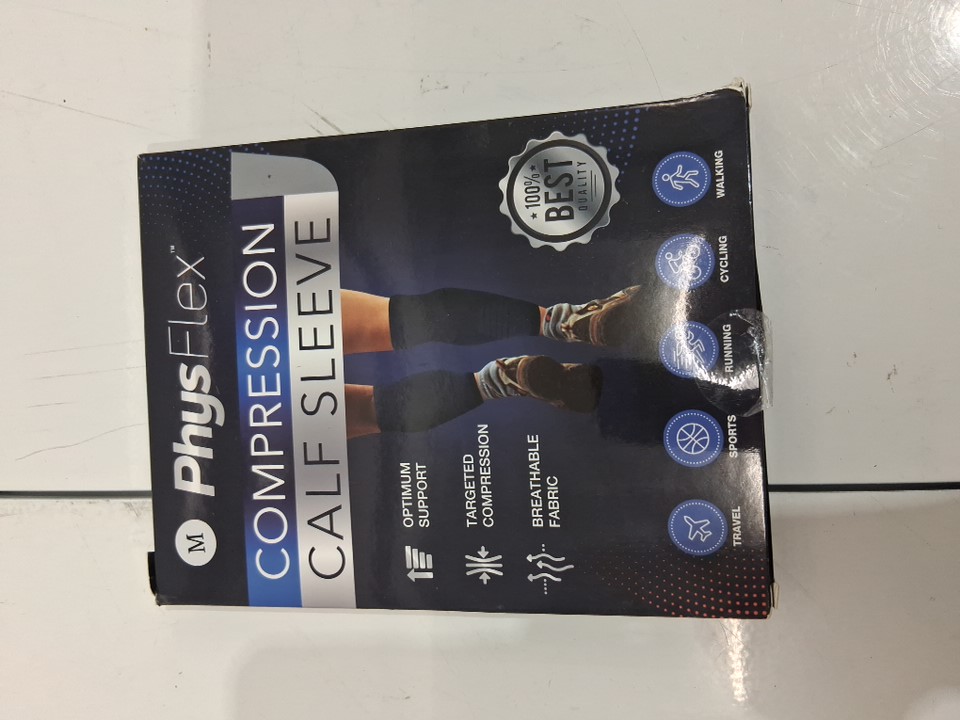 M
PhysFlex™
COMPRESSION
CALF SLEEVE
OPTIMUM
SUPPORT
TARGETED
COMPRESSION
BREATHABLE
FABRIC
100%
BEST
QUALITY
TRAVEL
SPORTS
RUNNING
CYCLING
WALKING